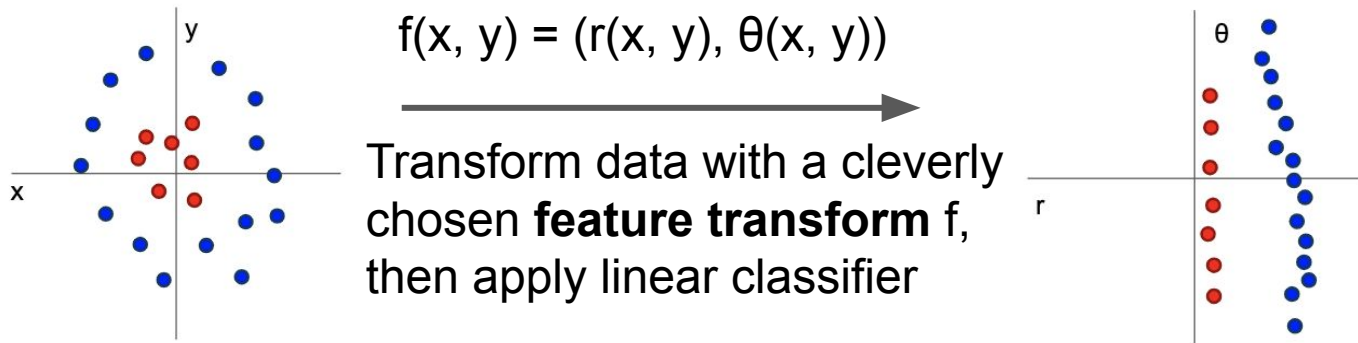 y
x
f(x, y) = (r(x, y), θ(x, y))
Transform data with a cleverly
chosen feature transform f,
then apply linear classifier
θ
r